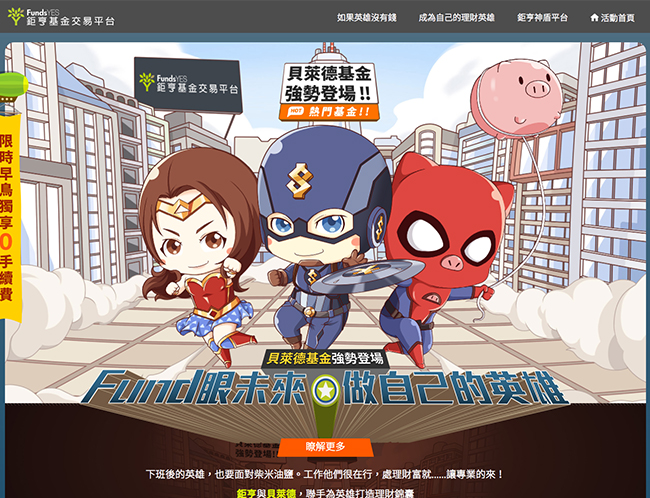 FundsYES
鉅亨基金交易平台
如果英雄沒有錢
成為自己的理財英雄
鉅亨神盾平台
活動首頁
FundsYES
鉅亨基金交易平台
貝萊德基金
強勢登場!!
HOT 熱門基金!!
限時早鳥獨享0手續費
貝萊德基金強勢登場
Fund眼未來 做自己的英雄
強勢登場!!
瞭解更多
下班後的英雄，也要面對柴米油鹽。工作他們很在行，處理財富就......讓專業的來！
鉅亨與貝萊德，聯手為英雄打造理財錦囊